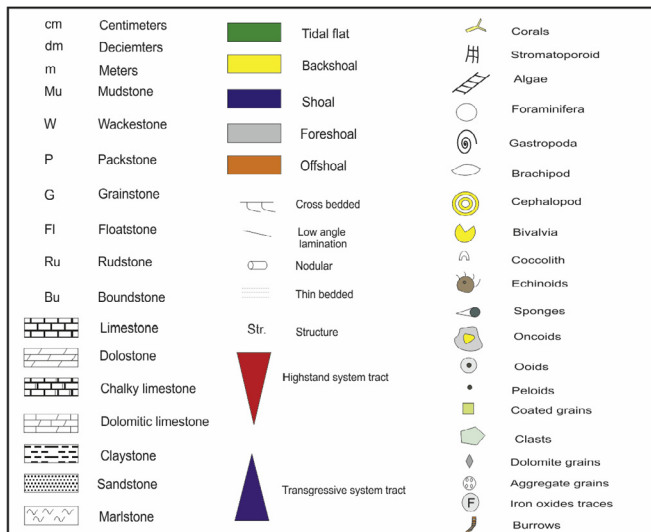 cm Centimeters
dm Deciemters
m Meters
Mu Mudstone
W Wackestone
P Packstone
G Grainstone
Fl Floatstone
Ru Rudstone
Bu Boundstone
Limestone
Dolostone
Chalky limestone
Dolomitic limestone
Claystone
Sandstone
Marlstone
Tidal flat
Backshoal
Shoal
Foreshoal
Offshoal
Cross bedded
Low angle
lamination
Nodular
Thin bedded
Str. Structure
Highstand system tract
Transgressive system tract
Corals
Stromatoporoid
Algae
Foraminifera
Gastropoda
Brachipod
Cephalopod
Bivalvia
Coccolith
Echinoids
Sponges
Oncoids
Ooids
Peloids
Coated grains
Clasts
Dolomite grains
Aggregate grains
F Iron oxides traces
Burrows